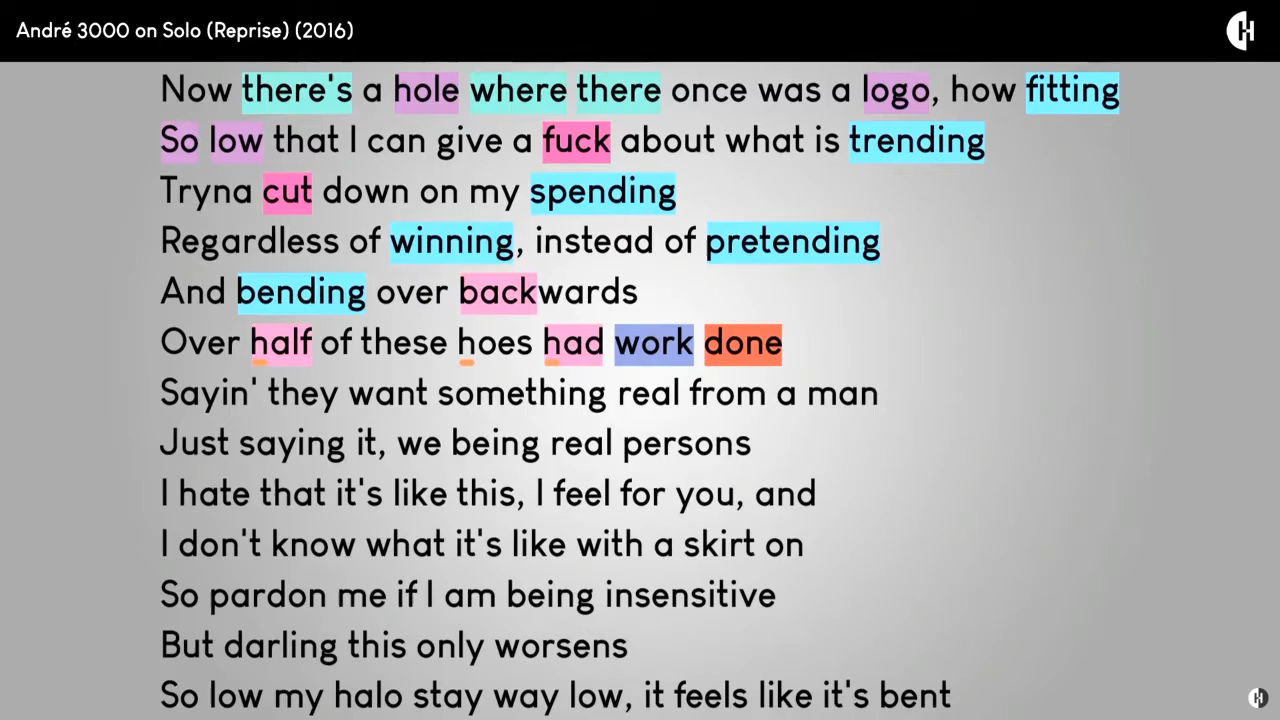 André 3000 on Solo (Reprise) (2016)
Now there's a hole where there once was a logo, how fitting
So low that I can give a fuck about what is trending
Tryna cut down on my spending
Regardless of winning, instead of pretending
And bending over backwards
Over half of these hoes had work done
Sayin' they want something real from a man
Just saying it, we being real persons
I hate that it's like this, I feel for you, and
I don't know what it's like with a skirt on
So pardon me if I am being insensitive
But darling this only worsens
So low my halo stay way low, it feels like it's bent